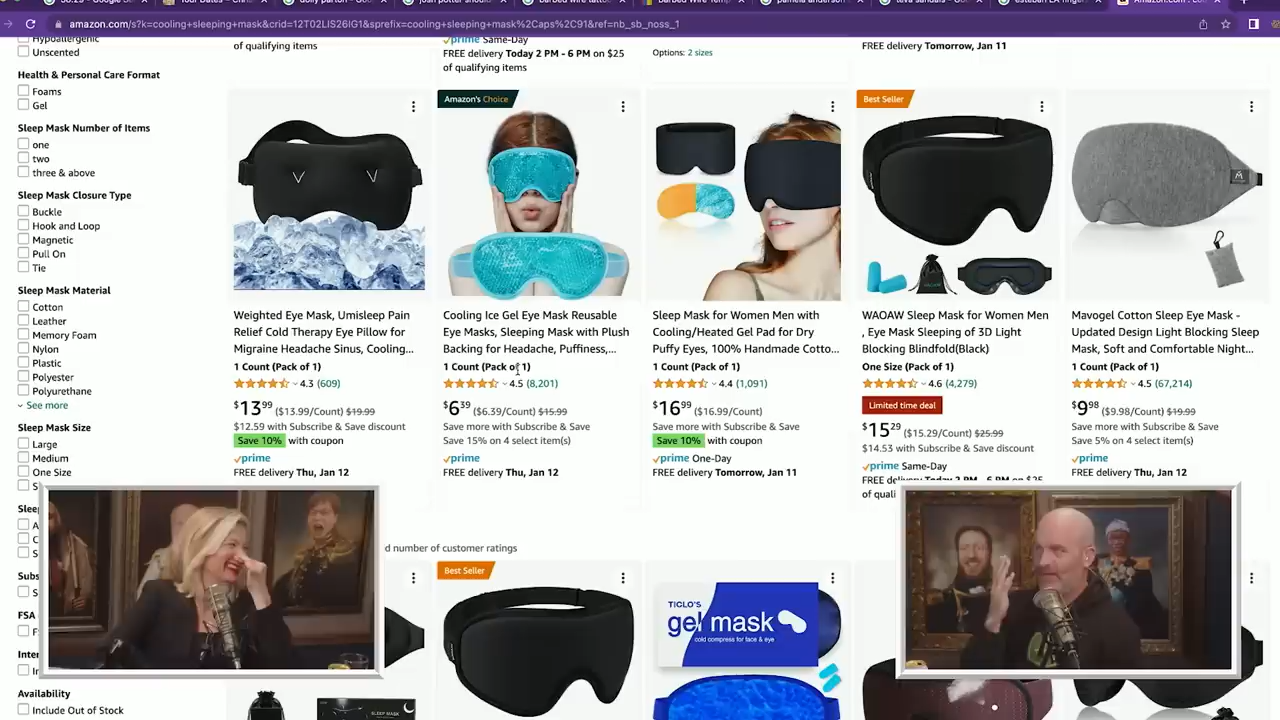 amazon.com/s?k=cooling+sleeping+mask&crid=12T02LIS26IG1&sprefix=cooling+sleeping+mask%2Caps%2C91&ref=nb_sb_noss_1
Hypoallergenic
Unscented
Health & Personal Care Format
Foams
Gel
Sleep Mask Number of Items
one
two
three & above
Sleep Mask Closure Type
Buckle
Hook and Loop
Magnetic
Pull On
Tie
Sleep Mask Material
Cotton
Leather
Memory Foam
Nylon
Plastic
Polyester
Polyurethane
See more
Sleep Mask Size
Large
Medium
One Size
FSA
Availability
Include Out of Stock
of qualifying items
prime Same-Day
FREE delivery Today 2 PM - 6 PM on $25
of qualifying items
Options: 2 sizes
FREE delivery Tomorrow, Jan 11
Weighted Eye Mask, Umisleep Pain
Relief Cold Therapy Eye Pillow for
Migraine Headache Sinus, Cooling...
1 Count (Pack of 1)
4.3 (609)
$13.99 ($13.99/Count) $19.99
$12.59 with Subscribe & Save discount
Save 10% with coupon
prime
FREE delivery Thu, Jan 12
Amazon's Choice
Cooling Ice Gel Eye Mask Reusable
Eye Masks, Sleeping Mask with Plush
Backing for Headache, Puffiness,...
1 Count (Pack of 1)
4.5 (8,201)
$6.39 ($6.39/Count) $15.99
Save more with Subscribe & Save
Save 15% on 4 select item(s)
prime
FREE delivery Thu, Jan 12
Sleep Mask for Women Men with
Cooling/Heated Gel Pad for Dry
Puffy Eyes, 100% Handmade Cotto...
1 Count (Pack of 1)
4.4 (1,091)
$16.99 ($16.99/Count)
Save more with Subscribe & Save
Save 10% with coupon
prime One-Day
FREE delivery Tomorrow, Jan 11
Best Seller
WAOAW Sleep Mask for Women Men
, Eye Mask Sleeping of 3D Light
Blocking Blindfold(Black)
One Size (Pack of 1)
4.6 (4,279)
Limited time deal
$15.29 ($15.29/Count) $25.99
$14.53 with Subscribe & Save discount
prime Same-Day
FREE delivery Today 2 PM - 6 PM on $25
of quali
Mavogel Cotton Sleep Eye Mask -
Updated Design Light Blocking Sleep
Mask, Soft and Comfortable Night...
1 Count (Pack of 1)
4.5 (67,214)
$9.98 ($9.98/Count) $19.99
Save more with Subscribe & Save
Save 5% on 4 select item(s)
prime
FREE delivery Thu, Jan 12
d number of customer ratings
Best Seller
TICLO'S
gel mask
cold compress for face & eye
SLEEP MASK